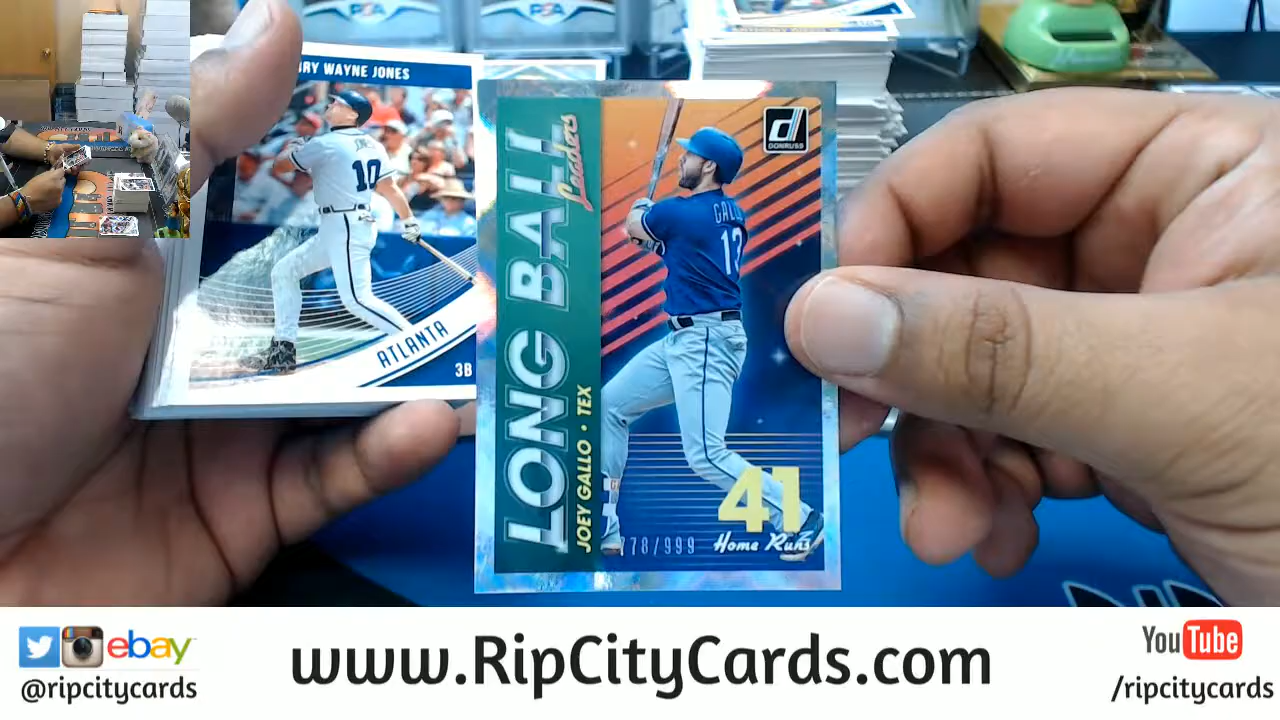 RY WAYNE JONES
JONES
10
ATLANTA
3B
LONG BALL
Leaders
JOEY GALLO • TEX
d
DONRUSS
GALLO
13
41
Home Runs
778/999
PSA
PSA
ebay
@ripcitycards
www.RipCityCards.com
YouTube
/ripcitycards